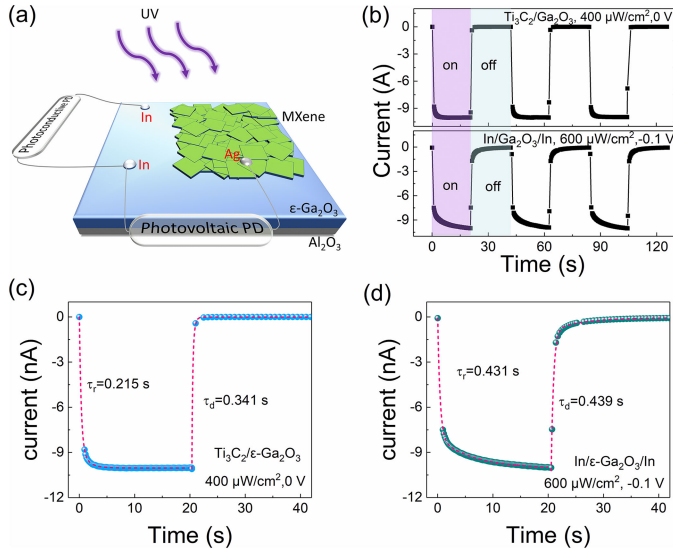 (a)
UV
In
MXene
Photoconductive PD
In
Ag
ε-Ga₂O₃
Photovoltaic PD
Al₂O₃
(b)
Current (A)
0
-3
-6
-9
Ti₃C₂/Ga₂O₃, 400 μW/cm²,0 V
on
off
0
-3
-6
-9
In/Ga₂O₃/In, 600 μW/cm²,-0.1 V
on
off
0 30 60 90 120
Time (s)
(c)
current (nA)
0
-3
-6
-9
-12
τr=0.215 s
τd=0.341 s
Ti₃C₂/ε-Ga₂O₃
400 μW/cm²,0 V
0 10 20 30 40
Time (s)
(d)
current (nA)
0
-3
-6
-9
-12
τr=0.431 s
τd=0.439 s
In/ε-Ga₂O₃/In
600 μW/cm², -0.1 V
0 10 20 30 40
Time (s)